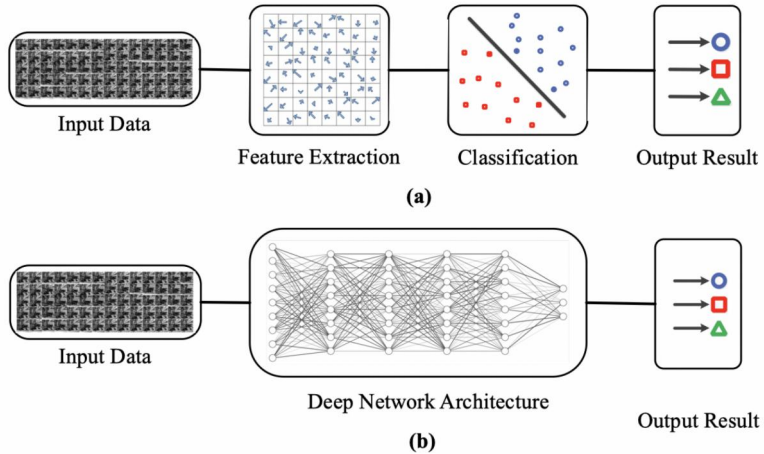 Input Data
Feature Extraction
Classification
Output Result
(a)
Input Data
Deep Network Architecture
Output Result
(b)